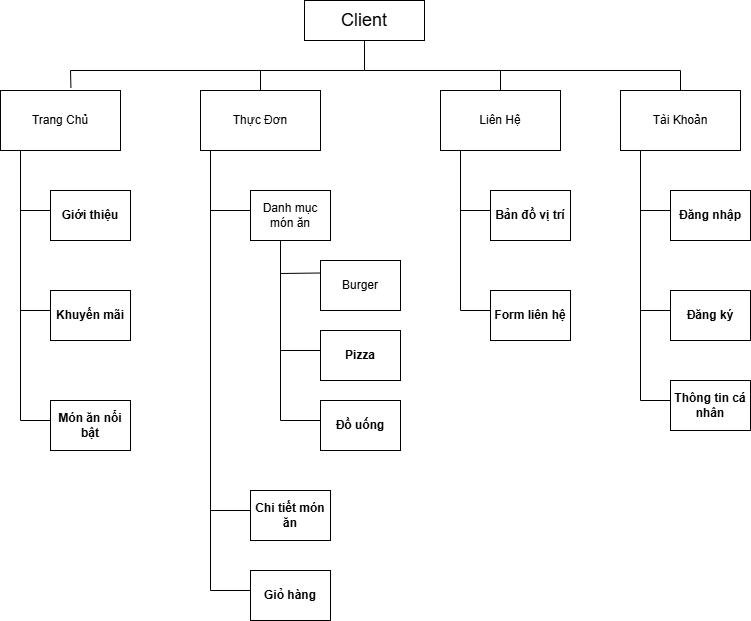 Client
Trang Chủ
Thực Đơn
Liên Hệ
Tài Khoản
Giới thiệu
Khuyến mãi
Món ăn nổi
bật
Danh mục
món ăn
Burger
Pizza
Đồ uống
Chi tiết món
ăn
Giỏ hàng
Bản đồ vị trí
Form liên hệ
Đăng nhập
Đăng ký
Thông tin cá
nhân